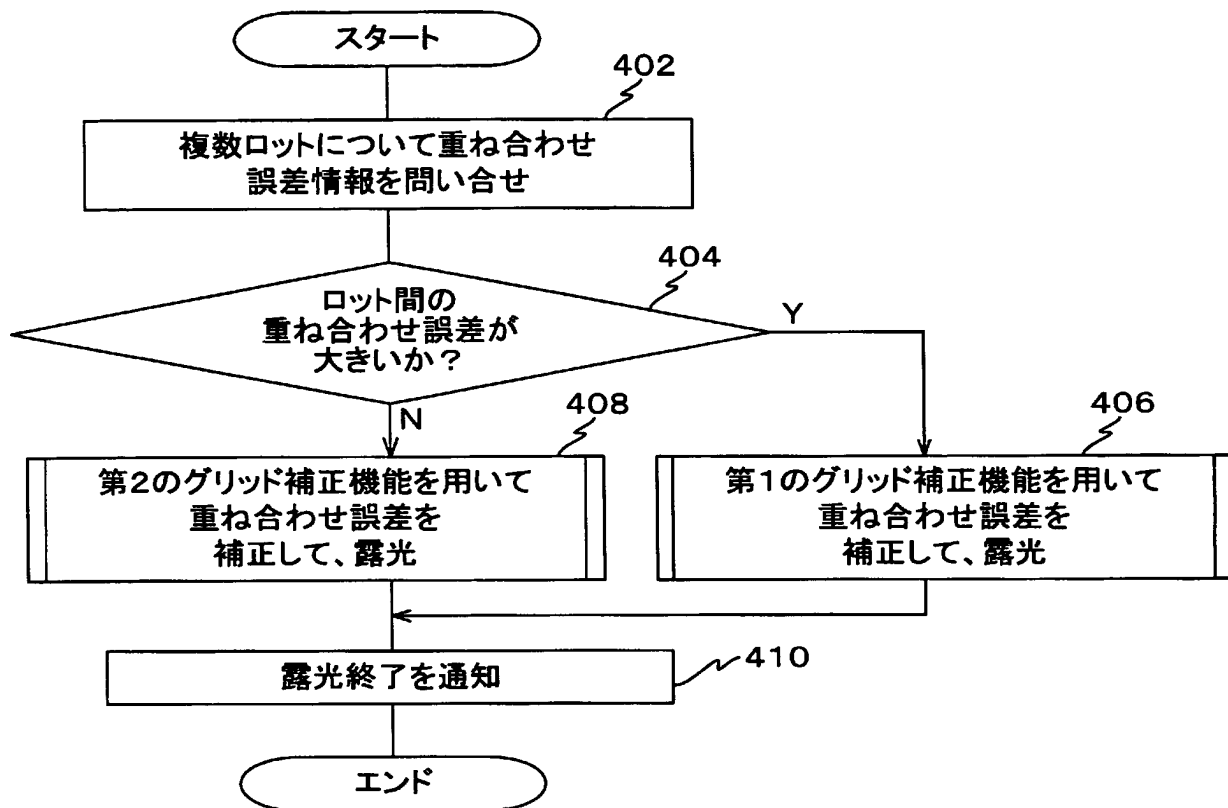 スタート
402
複数ロットについて重ね合わせ
誤差情報を問い合せ
404
ロット間の
重ね合わせ誤差が
大きいか？
Y
N
408
第2のグリッド補正機能を用いて
重ね合わせ誤差を
補正して、露光
406
第1のグリッド補正機能を用いて
重ね合わせ誤差を
補正して、露光
410
露光終了を通知
エンド